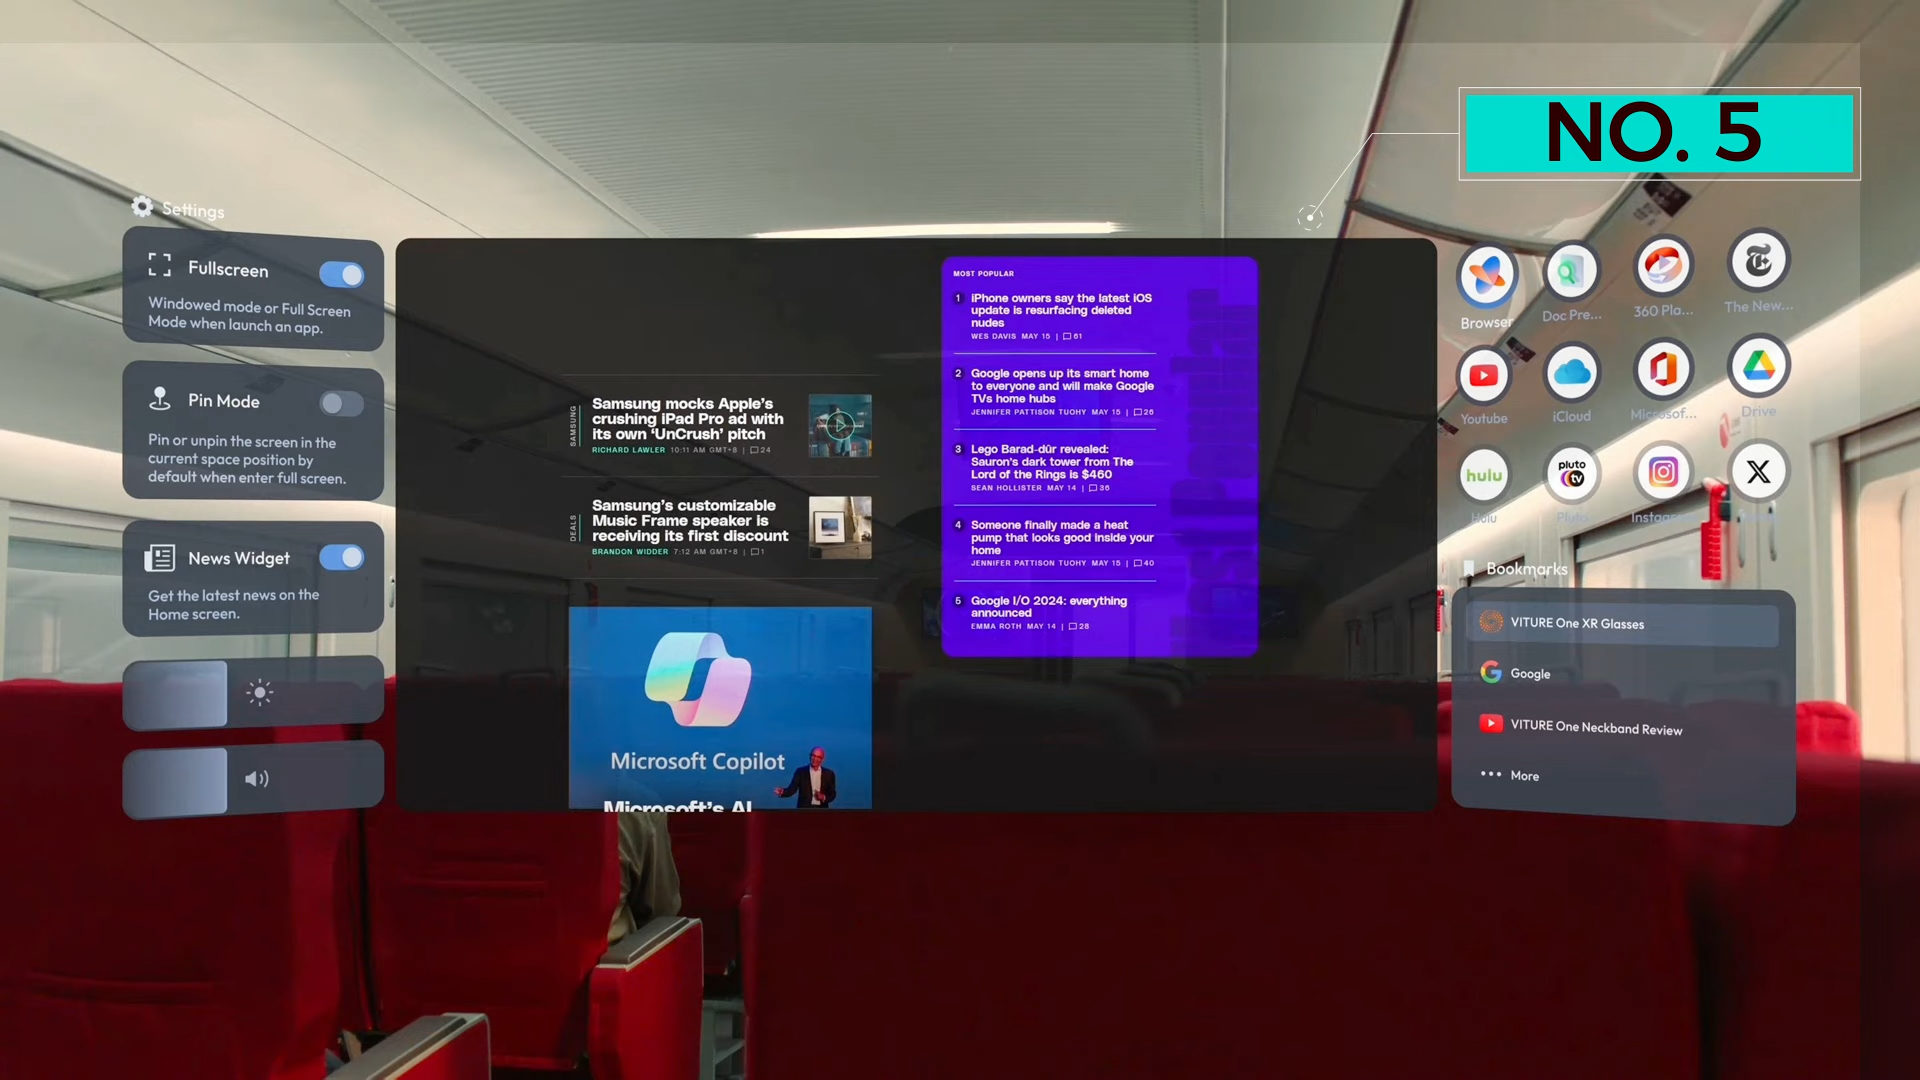 NO. 5
Settings
Fullscreen
Windowed mode or Full Screen
Mode when launch an app.
Pin Mode
Pin or unpin the screen in the
current space position by
default when enter full screen.
News Widget
Get the latest news on the
Home screen.
SAMSUNG
Samsung mocks Apple's
crushing iPad Pro ad with
its own 'UnCrush' pitch
RICHARD LAWLER 10:11 AM GMT+8 | 24
DEALS
Samsung's customizable
Music Frame speaker is
receiving its first discount
BRANDON WIDDER 7:12 AM GMT+8 | 1
Microsoft Copilot
Microsoft's AI
MOST POPULAR
1 iPhone owners say the latest iOS
update is resurfacing deleted
nudes
WES DAVIS MAY 15 | 61
2 Google opens up its smart home
to everyone and will make Google
TVs home hubs
JENNIFER PATTISON TUOHY MAY 15 | 26
3 Lego Barad-dûr revealed:
Sauron's dark tower from The
Lord of the Rings is $460
SEAN HOLLISTER MAY 14 | 36
4 Someone finally made a heat
pump that looks good inside your
home
JENNIFER PATTISON TUOHY MAY 15 | 40
5 Google I/O 2024: everything
announced
EMMA ROTH MAY 14 | 28
Browser
Doc Pre...
360 Pla...
The New...
Youtube
iCloud
Microsof...
Drive
hulu
pluto
tv
Hulu
Pluto
Bookmarks
VITURE One XR Glasses
Google
VITURE One Neckband Review
More